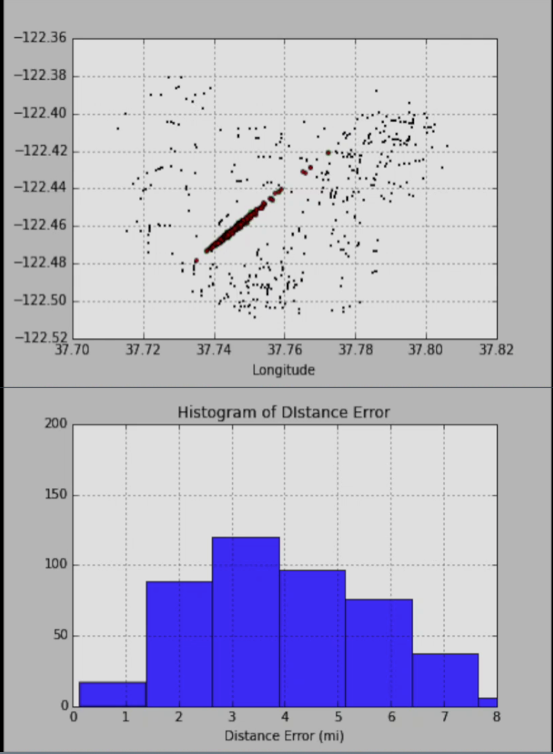 −122.36
−122.38
−122.40
−122.42
−122.44
−122.46
−122.48
−122.50
−122.52
37.70 37.72 37.74 37.76 37.78 37.80 37.82
Longitude
Histogram of DIstance Error
200
150
100
50
0
0 1 2 3 4 5 6 7 8
Distance Error (mi)